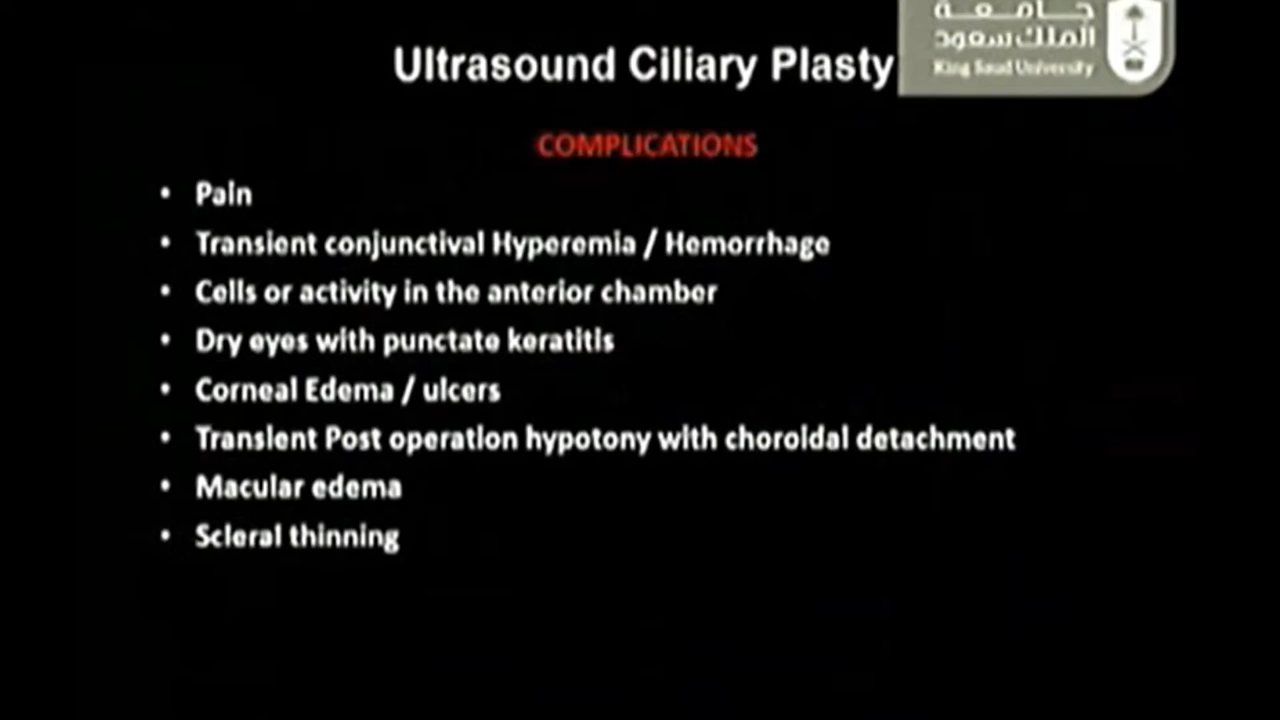 جامعة
الملك سعود
King Saud University
Ultrasound Ciliary Plasty
COMPLICATIONS
• Pain
• Transient conjunctival Hyperemia / Hemorrhage
• Cells or activity in the anterior chamber
• Dry eyes with punctate keratitis
• Corneal Edema / ulcers
• Transient Post operation hypotony with choroidal detachment
• Macular edema
• Scleral thinning